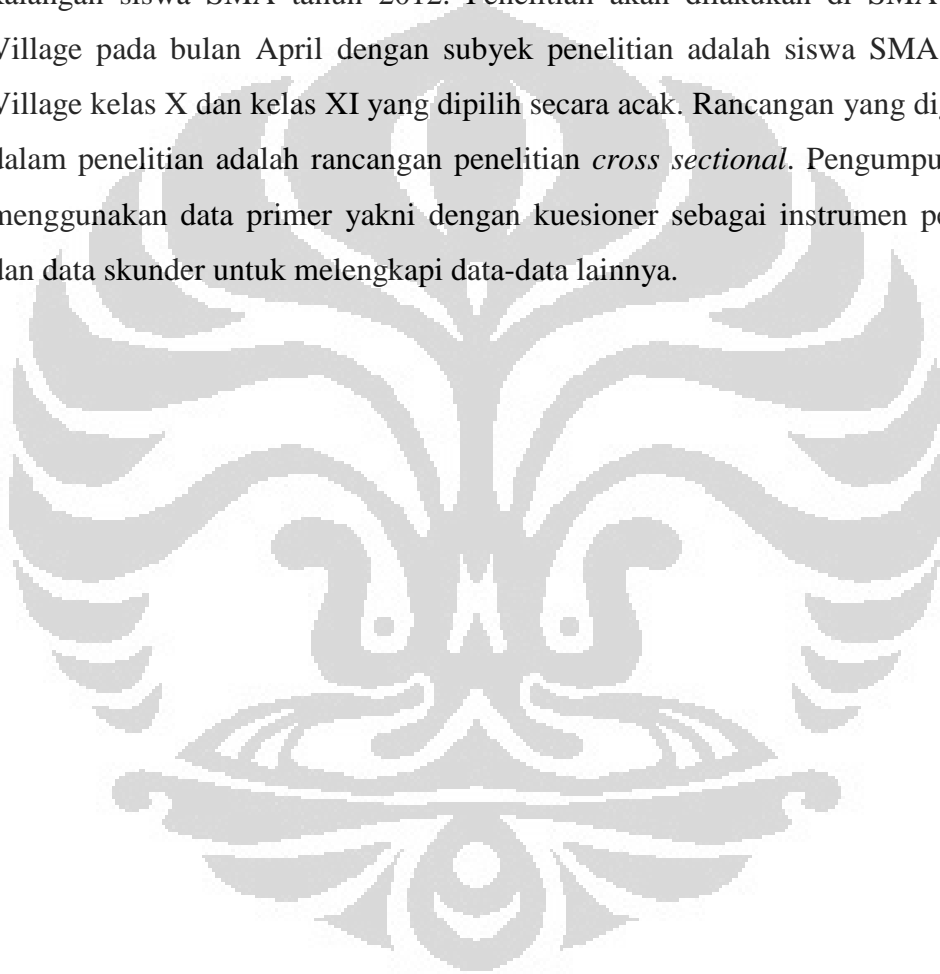 siswa SMA tahun 2012. Penelitian akan dilakukan di SMA
Village pada bulan April dengan subyek penelitian adalah siswa SMA
Village kelas X dan kelas XI yang dipilih secara acak. Rancangan yang
dalam penelitian adalah rancangan penelitian cross sectional.
menggunakan data primer yakni dengan kuesioner sebagai instrumen
dan data skunder untuk melengkapi data-data lainnya.